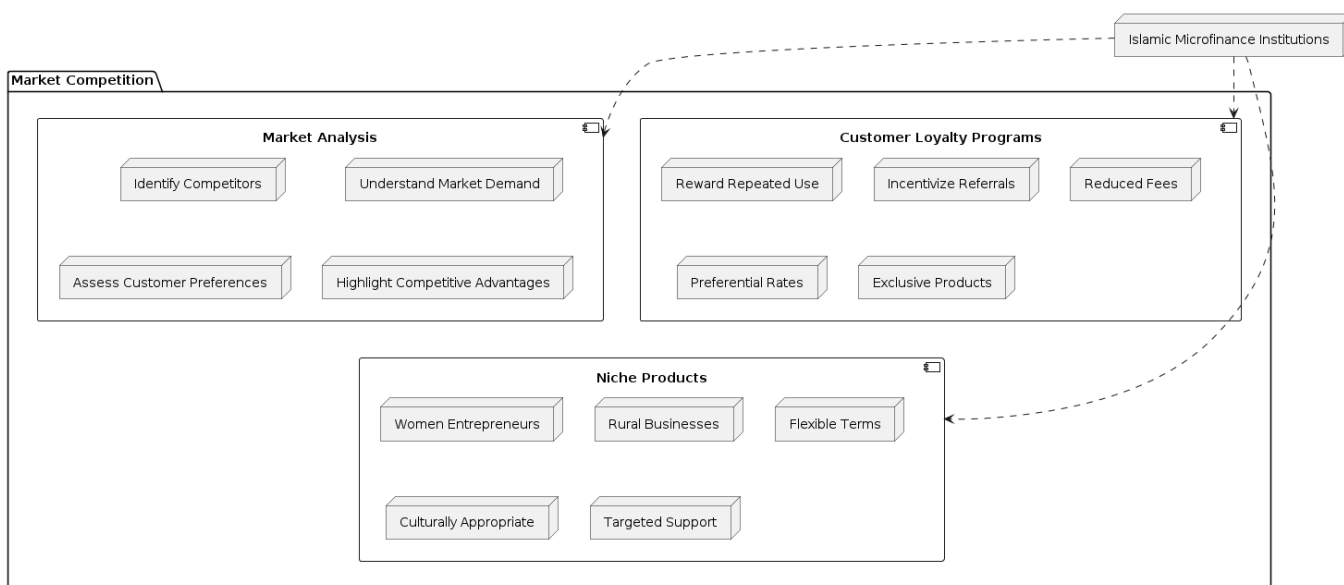 Islamic Microfinance Institutions
Market Competition
Market Analysis
Identify Competitors
Understand Market Demand
Assess Customer Preferences
Highlight Competitive Advantages
Customer Loyalty Programs
Reward Repeated Use
Incentivize Referrals
Reduced Fees
Preferential Rates
Exclusive Products
Niche Products
Women Entrepreneurs
Rural Businesses
Flexible Terms
Culturally Appropriate
Targeted Support